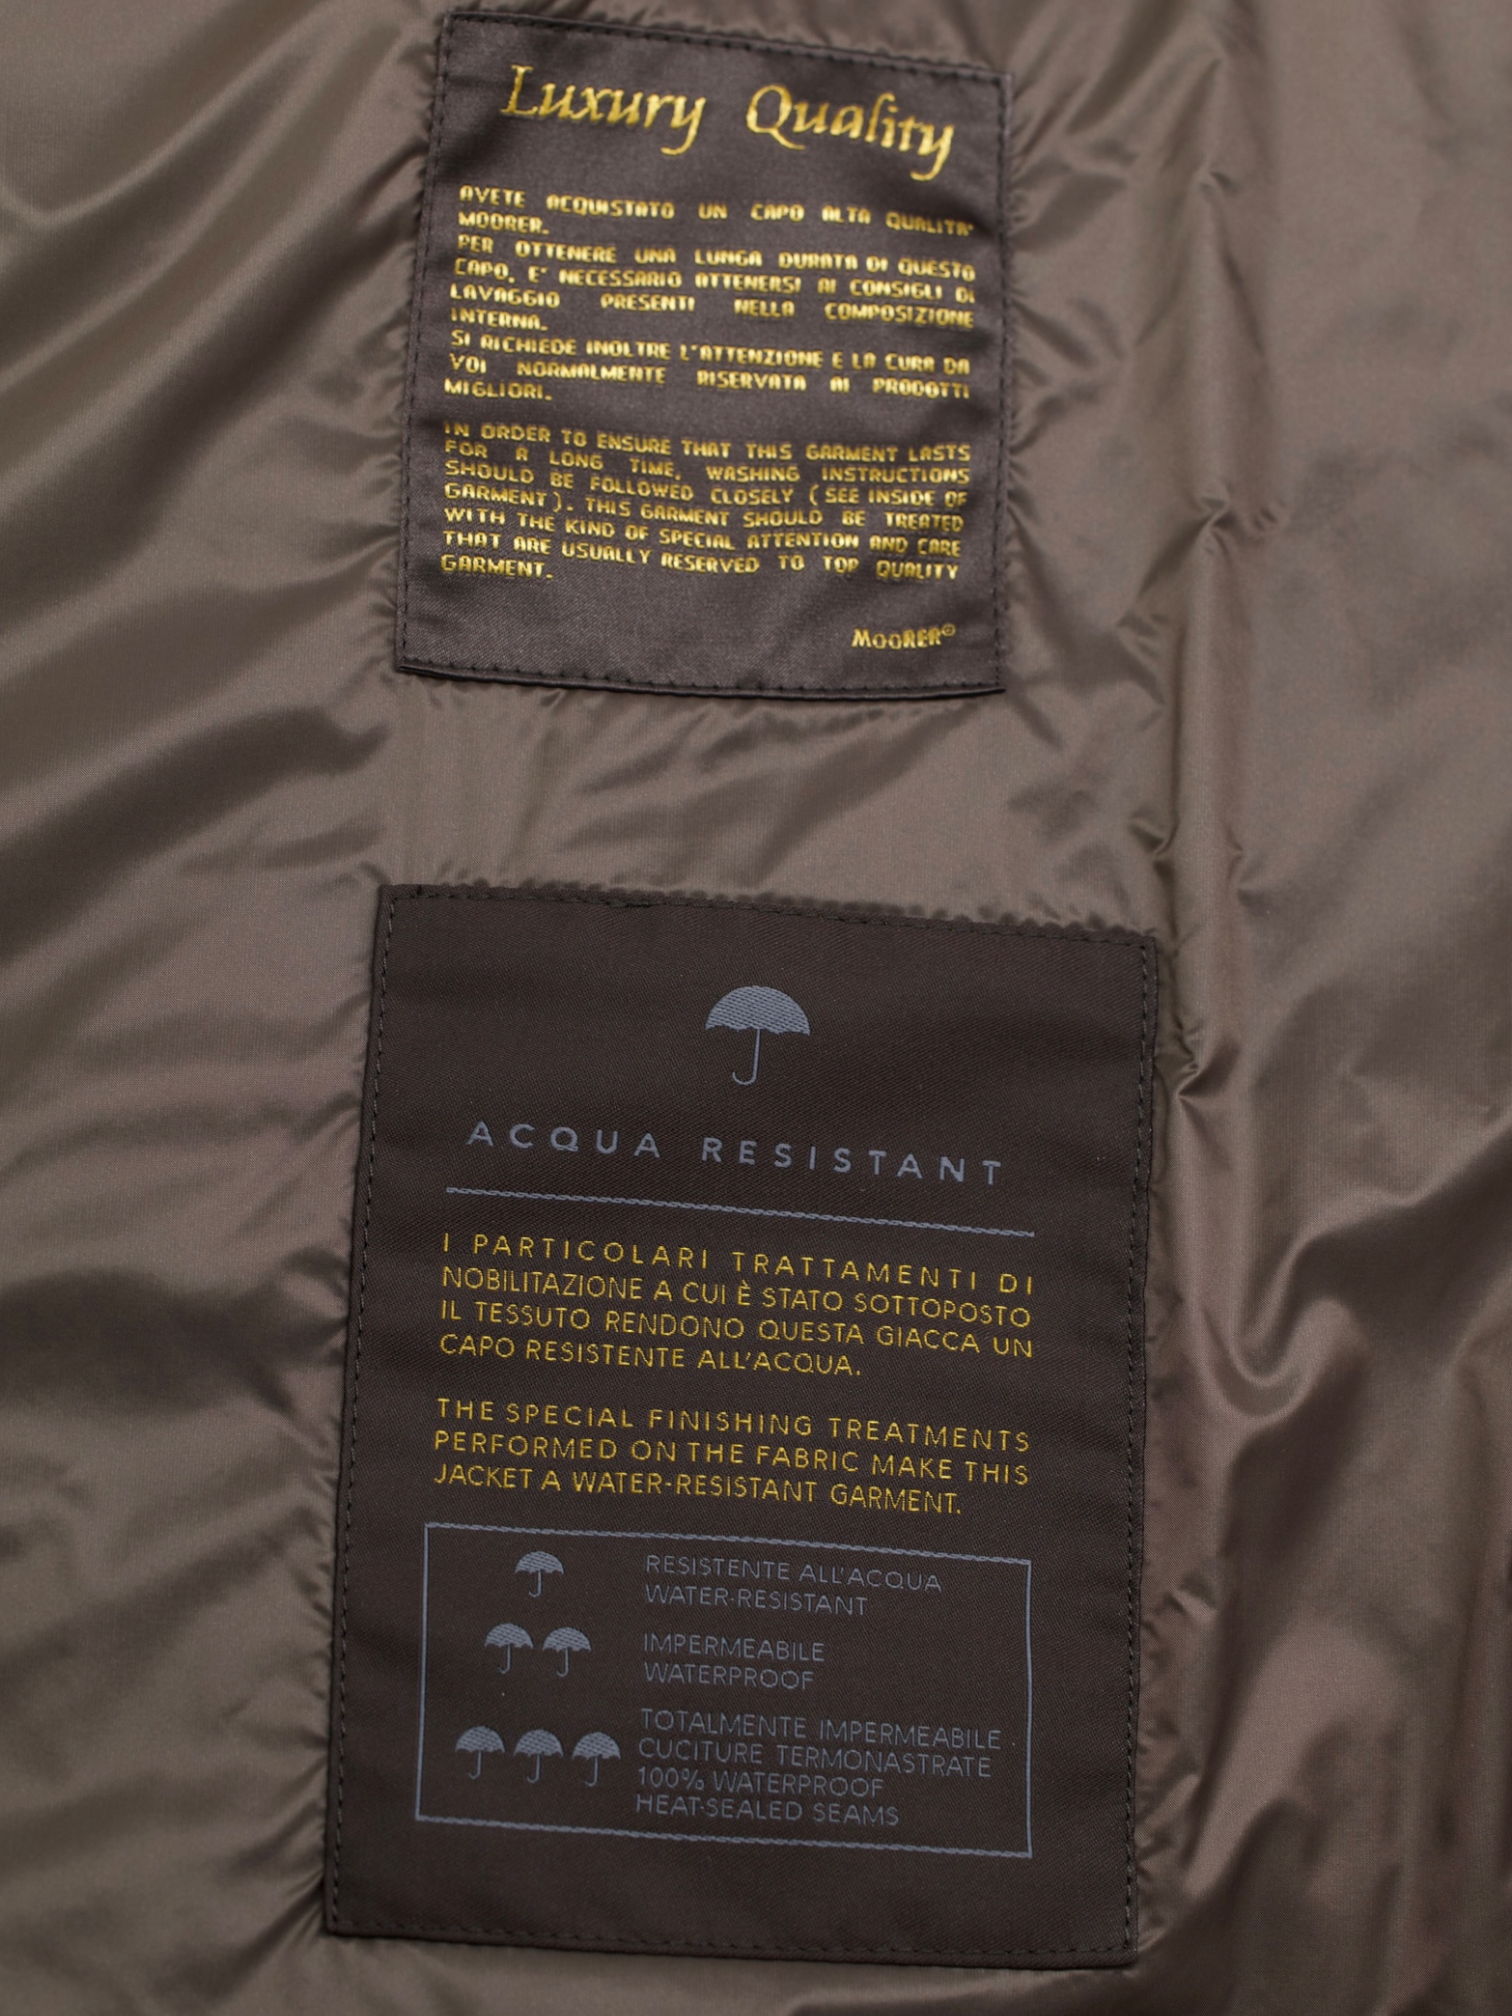 Luxury Quality
AVETE ACQUISTATO UN CAPO ALTA QUALITA'
MOORER.
PER OTTENERE UNA LUNGA DURATA DI QUESTO
CAPO, E' NECESSARIO ATTENERSI AI CONSIGLI DI
LAVAGGIO PRESENTI NELLA COMPOSIZIONE
INTERNA.
SI RICHIEDE INOLTRE L'ATTENZIONE E LA CURA DA
VOI NORMALMENTE RISERVATA AI PRODOTTI
MIGLIORI.
IN ORDER TO ENSURE THAT THIS GARMENT LASTS
FOR A LONG TIME, WASHING INSTRUCTIONS
SHOULD BE FOLLOWED CLOSELY (SEE INSIDE OF
GARMENT). THIS GARMENT SHOULD BE TREATED
WITH THE KIND OF SPECIAL ATTENTION AND CARE
THAT ARE USUALLY RESERVED TO TOP QUALITY
GARMENT.
MOORER®
ACQUA RESISTANT
I PARTICOLARI TRATTAMENTI DI
NOBILITAZIONE A CUI È STATO SOTTOPOSTO
IL TESSUTO RENDONO QUESTA GIACCA UN
CAPO RESISTENTE ALL'ACQUA.
THE SPECIAL FINISHING TREATMENTS
PERFORMED ON THE FABRIC MAKE THIS
JACKET A WATER-RESISTANT GARMENT.
RESISTENTE ALL'ACQUA
WATER-RESISTANT
IMPERMEABILE
WATERPROOF
TOTALMENTE IMPERMEABILE
CUCITURE TERMONASTRATE
100% WATERPROOF
HEAT-SEALED SEAMS